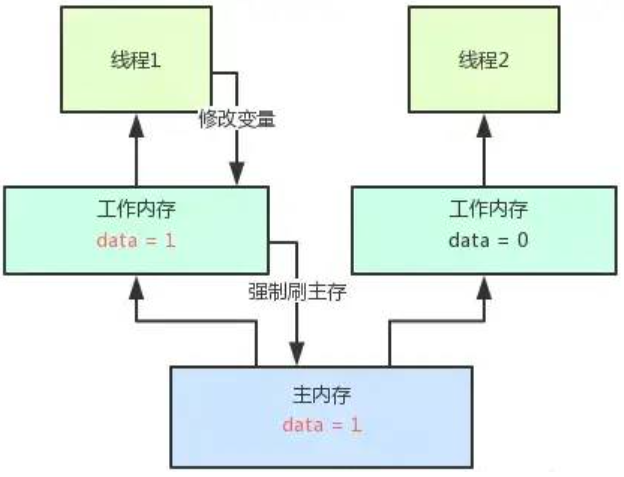 线程1
线程2
修改变量
工作内存
data = 1
工作内存
data = 0
强制刷主存
主内存
data = 1